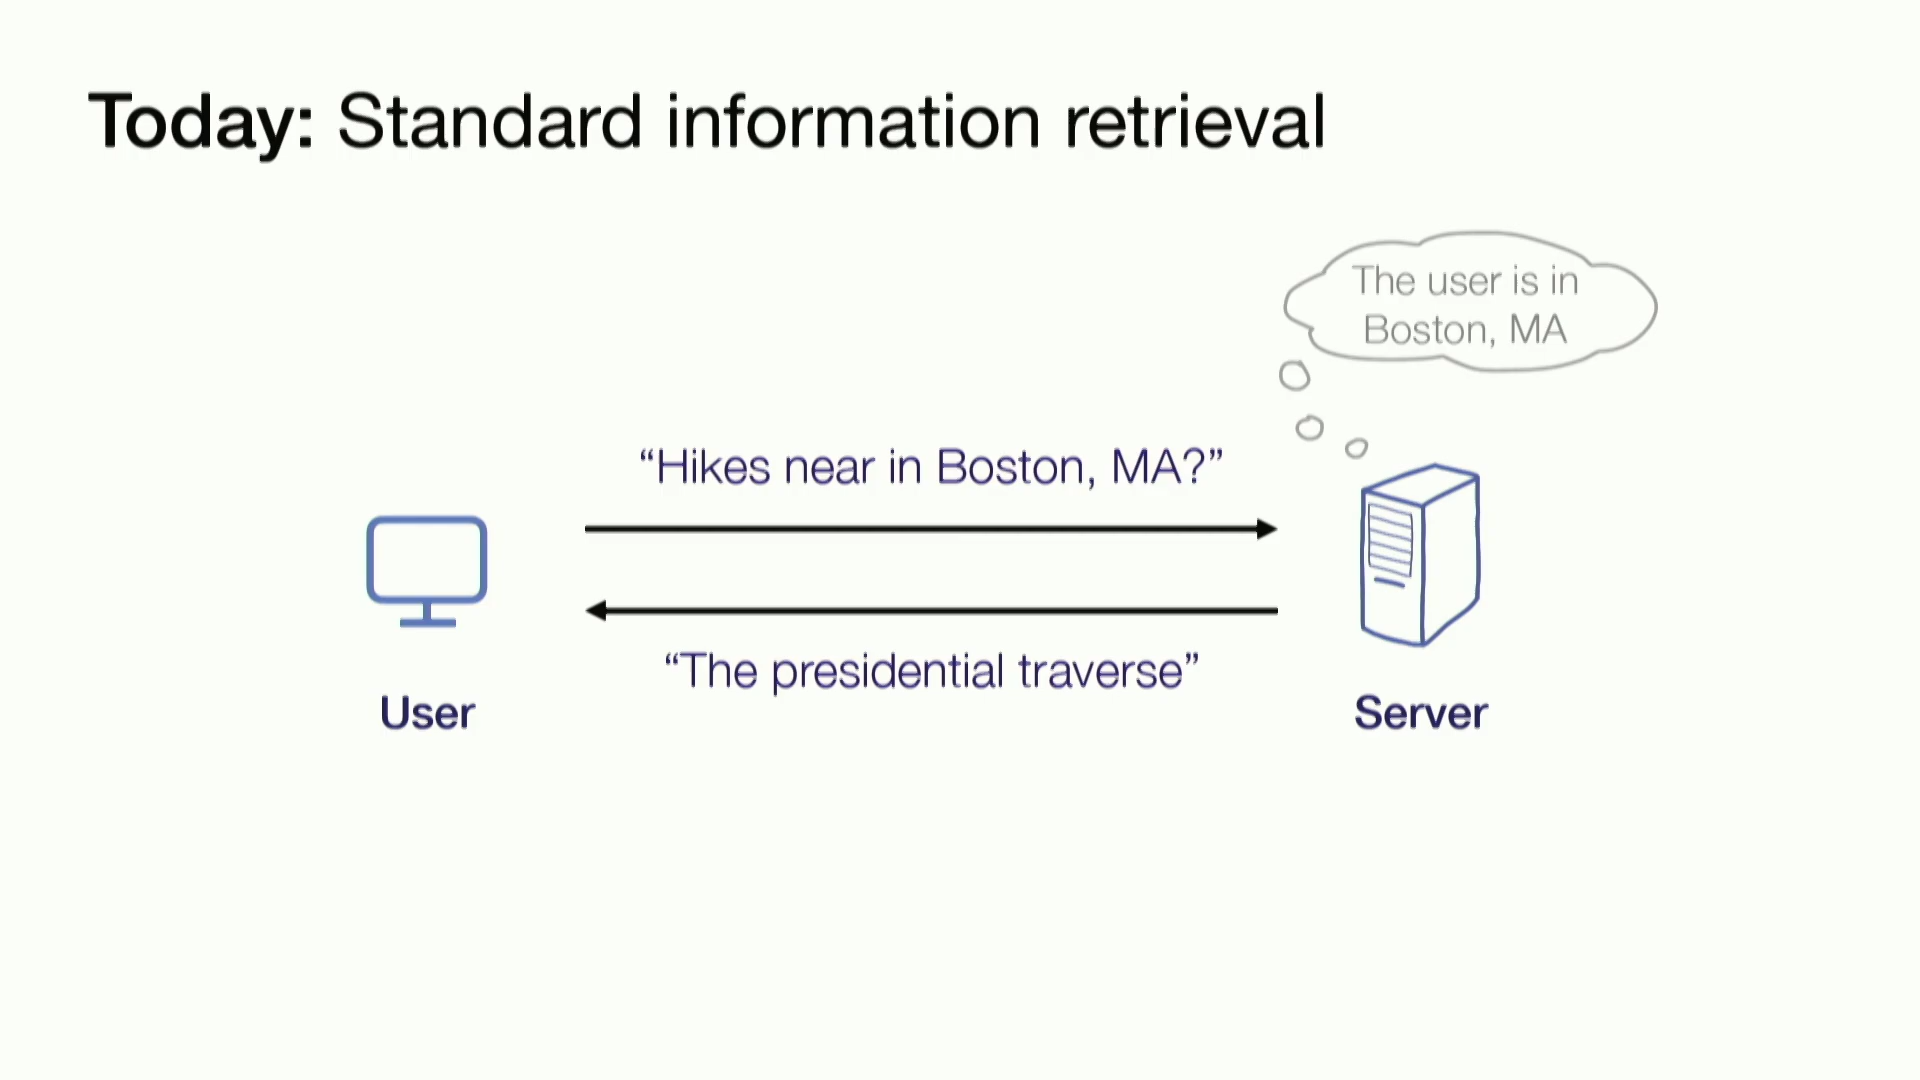 Today: Standard information retrieval
The user is in
Boston, MA
“Hikes near in Boston, MA?”
“The presidential traverse”
User
Server